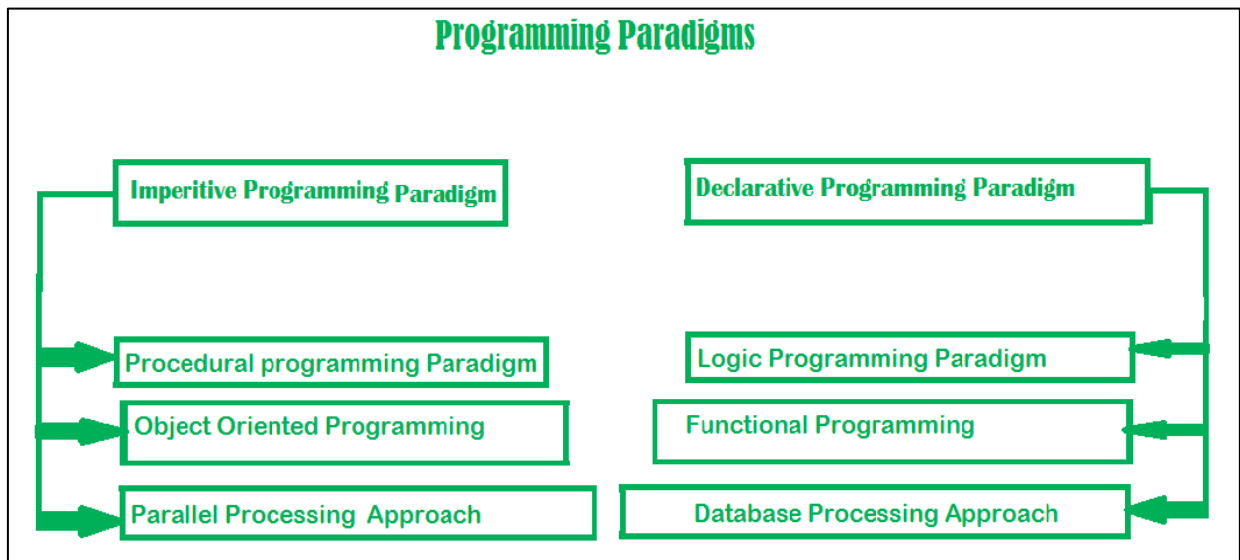 Programming Paradigms
Imperitive Programming Paradigm
Declarative Programming Paradigm
Procedural programming Paradigm
Logic Programming Paradigm
Object Oriented Programming
Functional Programming
Parallel Processing Approach
Database Processing Approach